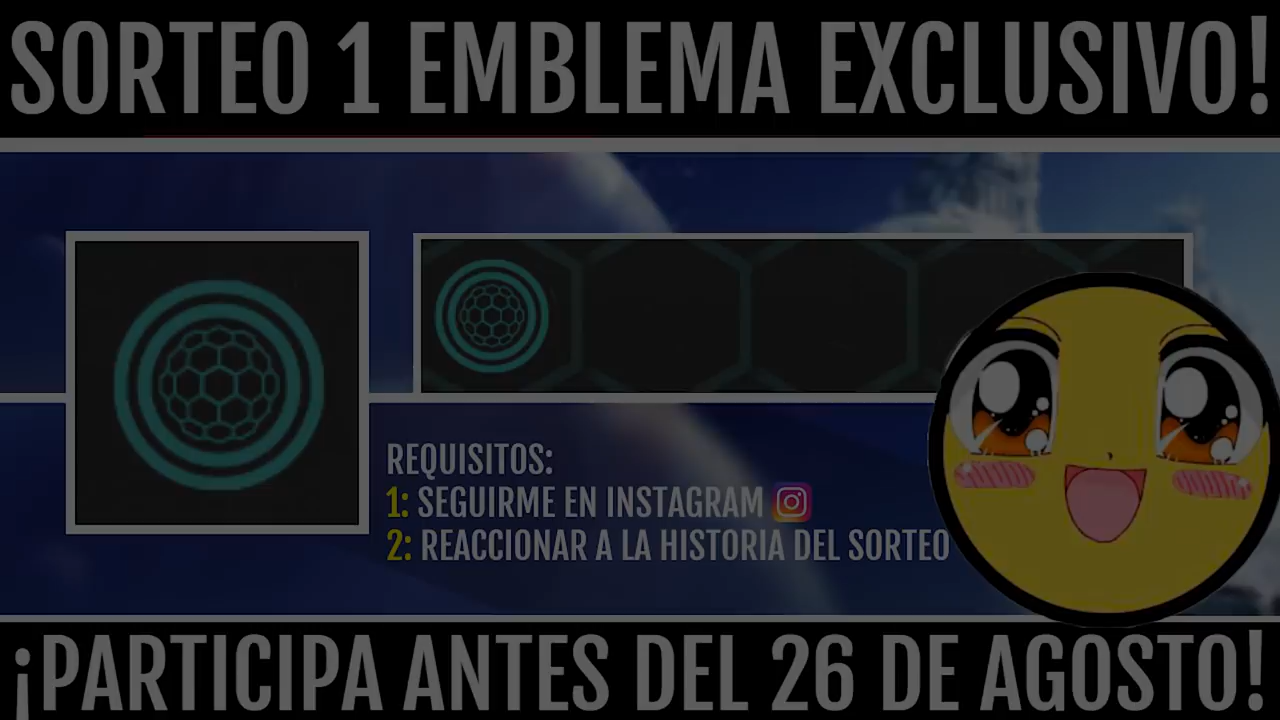 SORTEO 1 EMBLEMA EXCLUSIVO!
REQUISITOS:
1: SEGUIRME EN INSTAGRAM
2: REACCIONAR A LA HISTORIA DEL SORTEO
¡PARTICIPA ANTES DEL 26 DE AGOSTO!